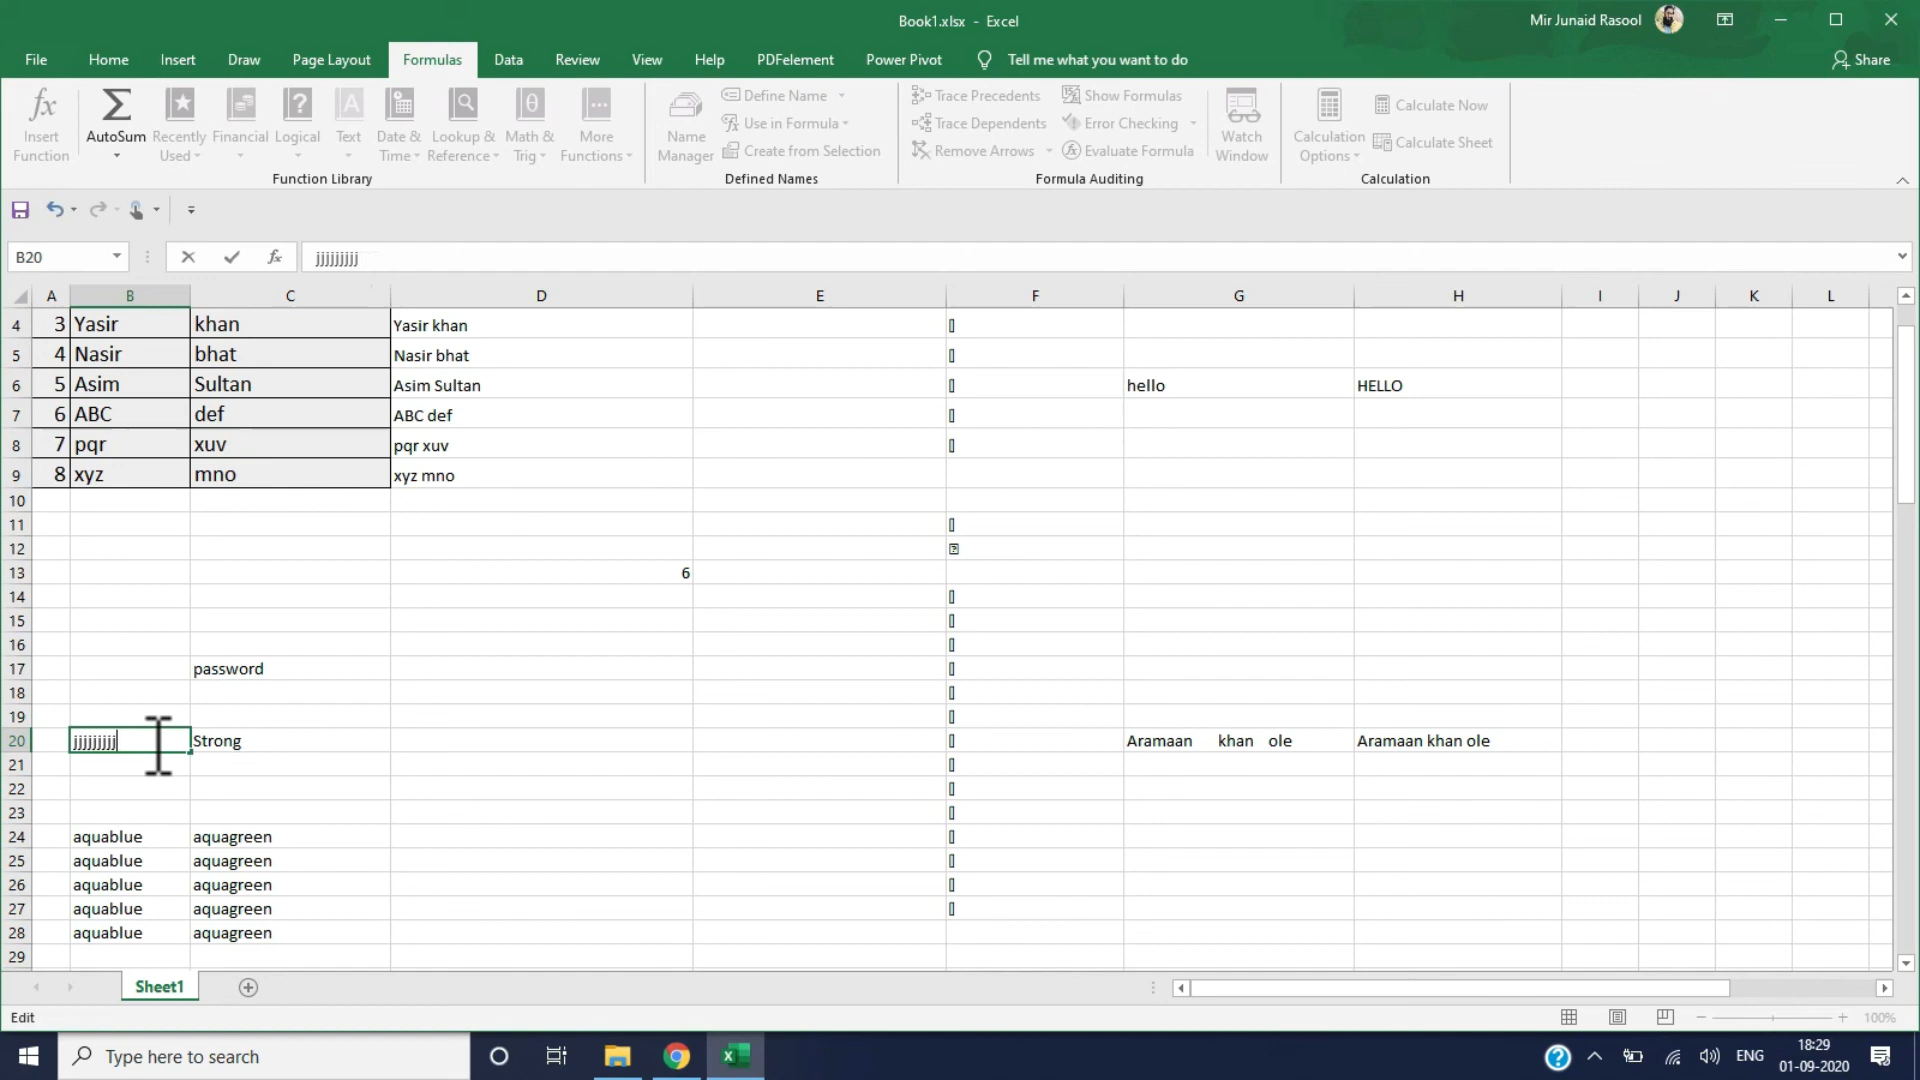 Book1.xlsx - Excel
Mir Junaid Rasool
File Home Insert Draw Page Layout Formulas Data Review View Help PDFelement Power Pivot Tell me what you want to do Share
Insert Function
AutoSum
Recently Used
Financial
Logical
Text
Date & Time
Lookup & Reference
Math & Trig
More Functions
Function Library
Name Manager
Define Name
Use in Formula
Create from Selection
Defined Names
Trace Precedents
Trace Dependents
Remove Arrows
Show Formulas
Error Checking
Evaluate Formula
Formula Auditing
Watch Window
Calculation Options
Calculate Now
Calculate Sheet
Calculation
B20 fx jjjjjjjjj
A B C D E F G H I J K L
4 3 Yasir khan Yasir khan
5 4 Nasir bhat Nasir bhat
6 5 Asim Sultan Asim Sultan hello HELLO
7 6 ABC def ABC def
8 7 pqr xuv pqr xuv
9 8 xyz mno xyz mno
10
11
12
13 6
14
15
16
17 password
18
19
20 jjjjjjjjj Strong Aramaan khan ole Aramaan khan ole
21
22
23
24 aquablue aquagreen
25 aquablue aquagreen
26 aquablue aquagreen
27 aquablue aquagreen
28 aquablue aquagreen
29
Sheet1
Edit
100%
Type here to search
ENG
18:29
01-09-2020